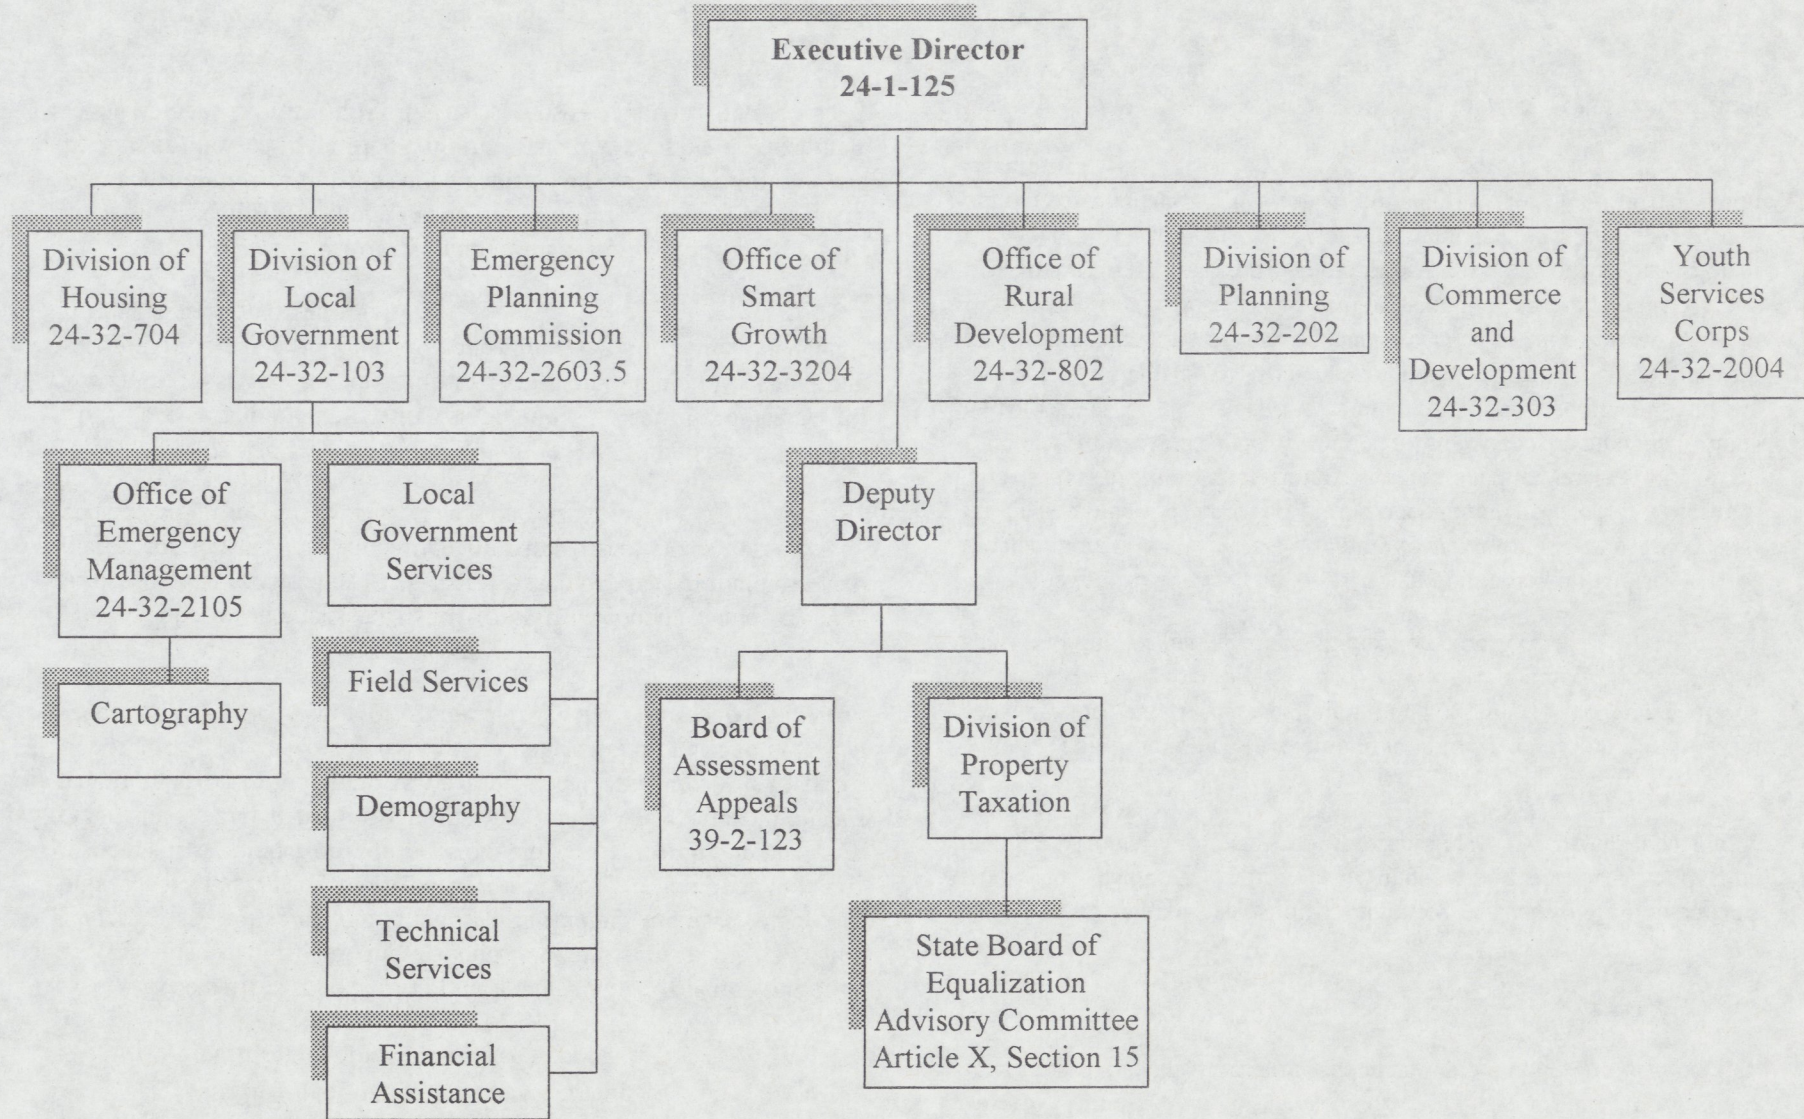 Executive Director
24-1-125
Division of
Housing
24-32-704
Division of
Local
Government
24-32-103
Emergency
Planning
Commission
24-32-2603.5
Office of
Smart
Growth
24-32-3204
Office of
Rural
Development
24-32-802
Division of
Planning
24-32-202
Division of
Commerce
and
Development
24-32-303
Youth
Services
Corps
24-32-2004
Office of
Emergency
Management
24-32-2105
Cartography
Local
Government
Services
Field Services
Demography
Technical
Services
Financial
Assistance
Deputy
Director
Board of
Assessment
Appeals
39-2-123
Division of
Property
Taxation
State Board of
Equalization
Advisory Committee
Article X, Section 15